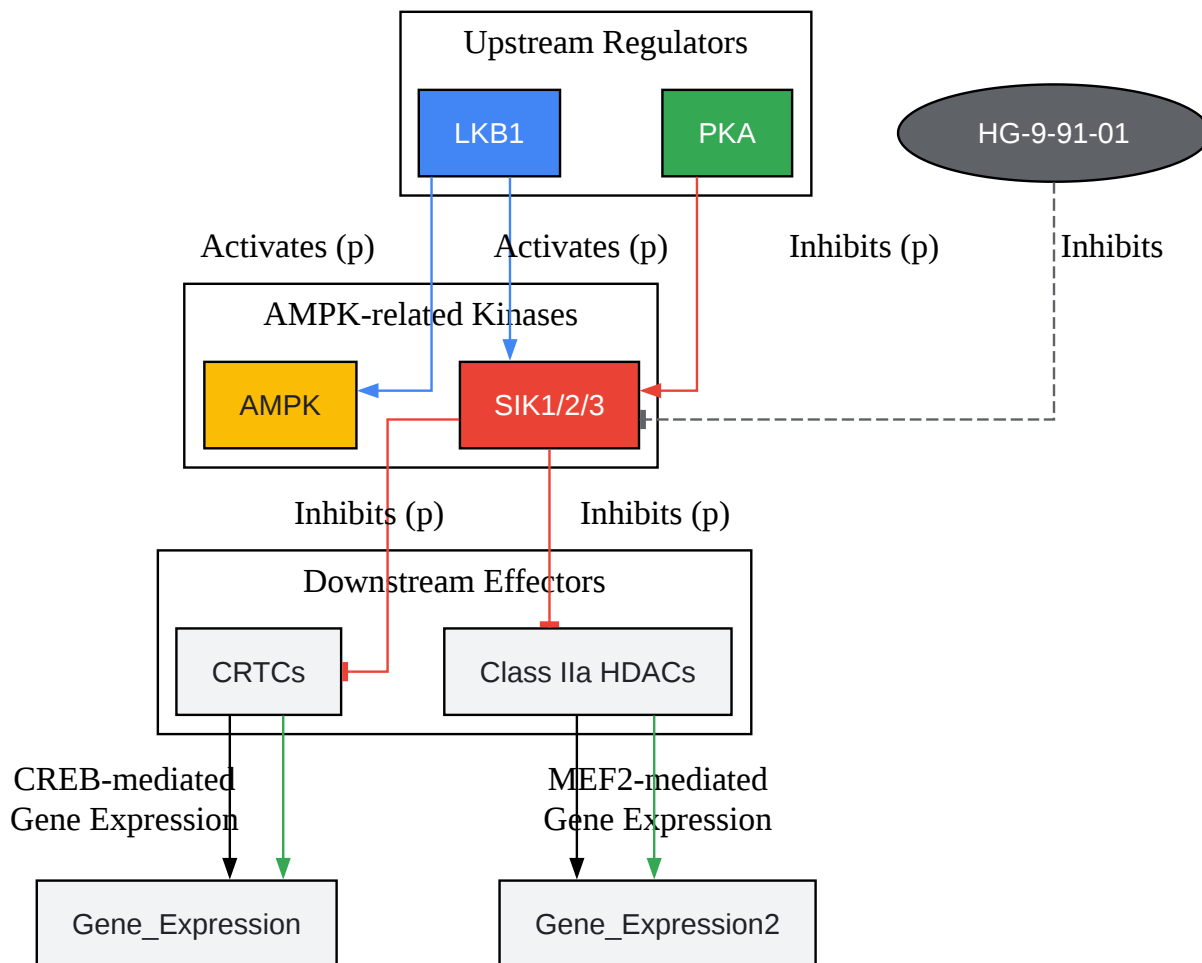 Upstream Regulators
LKB1
PKA
HG-9-91-01
Activates (p)
Activates (p)
Inhibits (p)
Inhibits
AMPK-related Kinases
AMPK
SIK1/2/3
Inhibits (p)
Inhibits (p)
Downstream Effectors
CRTCs
Class IIa HDACs
CREB-mediated
Gene Expression
MEF2-mediated
Gene Expression
Gene_Expression
Gene_Expression2